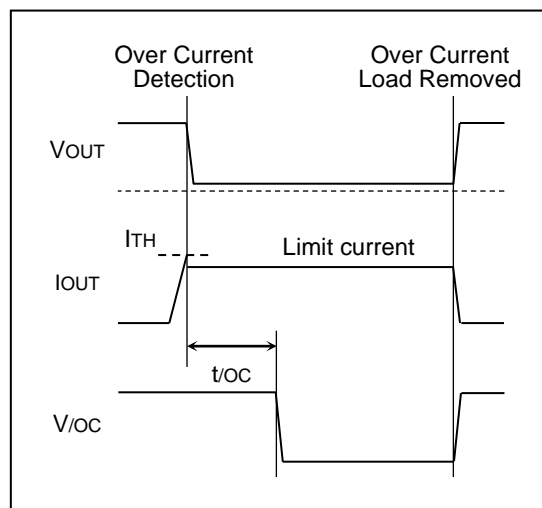 Over Current
Detection
Over Current
Load Removed
VOUT
ITH
Limit current
IOUT
t/OC
V/OC